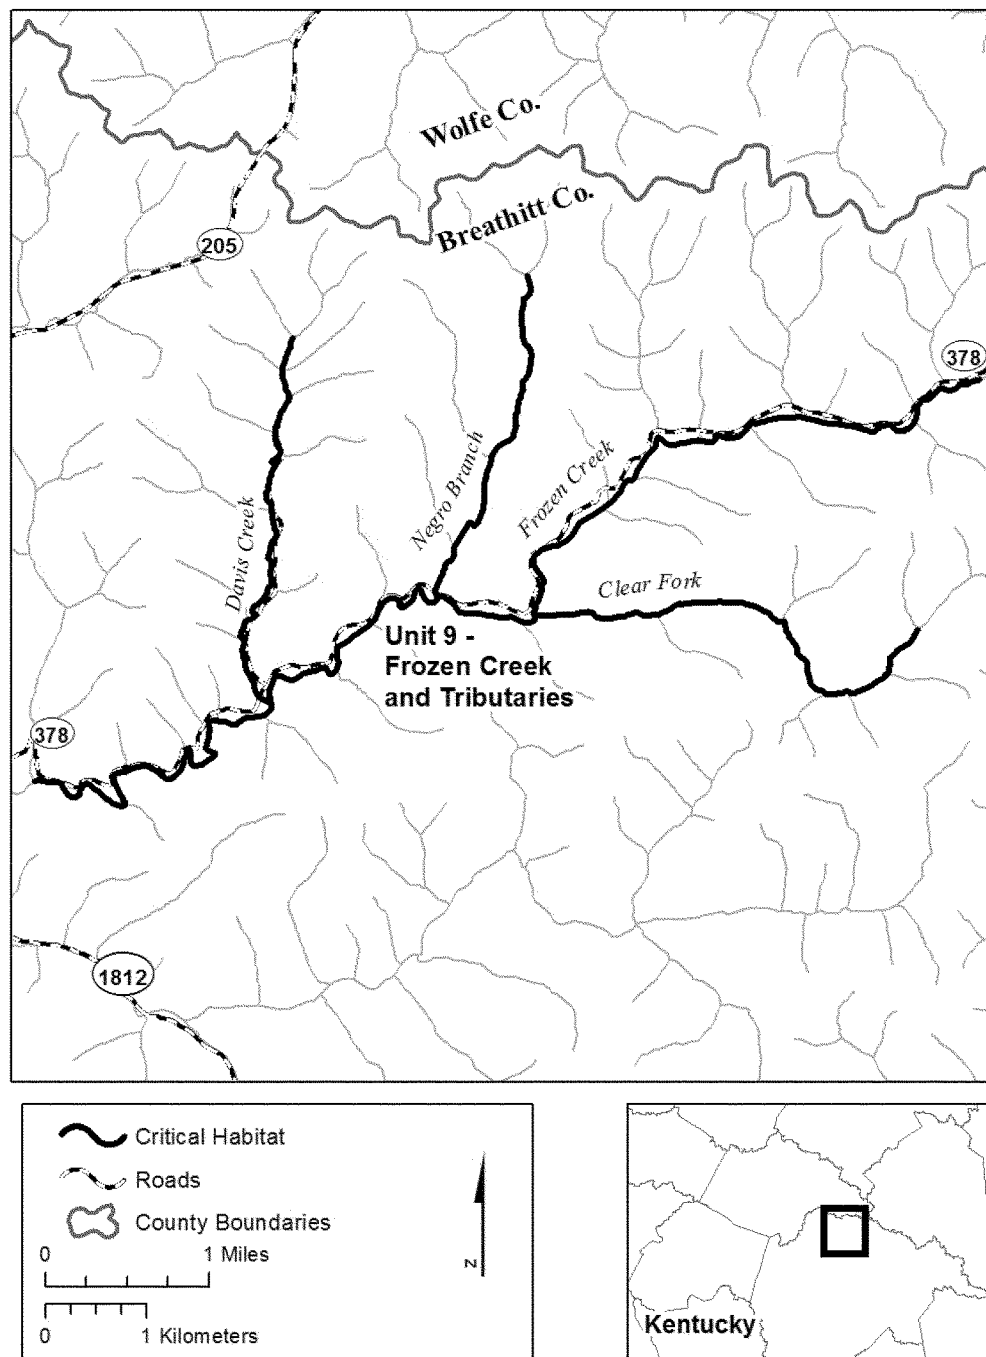 Wolfe Co.
Breathitt Co.
205
378
Negro Branch
Frozen Creek
Davis Creek
Clear Fork
Unit 9 -
Frozen Creek
and Tributaries
378
1812
Critical Habitat
Roads
County Boundaries
0 1 Miles
0 1 Kilometers
N
Kentucky